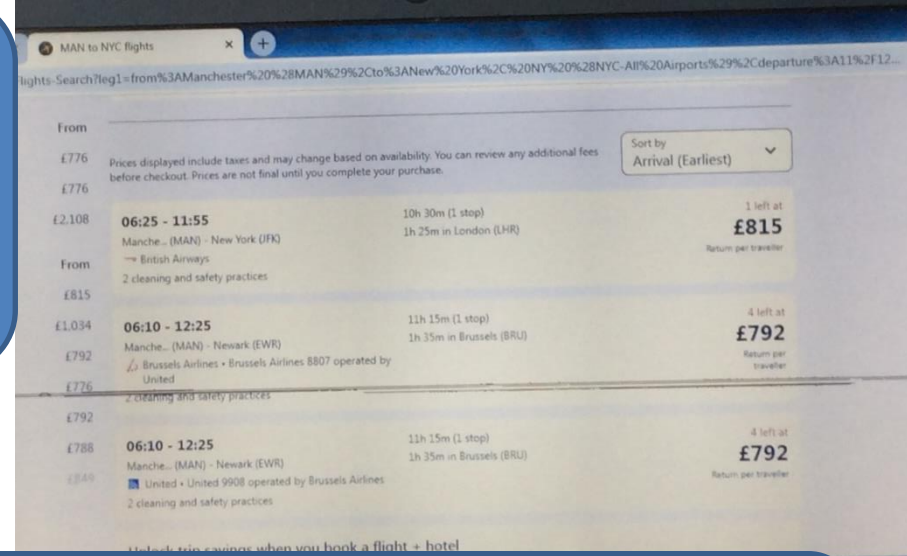 MAN to NYC flights
lights-Search?leg1=from%3AManchester%20%28MAN%29%2Cto%3ANew%20York%2C%20NY%20%28NYC-All%20Airports%29%2Cdeparture%3A11%2F12...
From
£776
£776
£2,108
From
£815
£1,034
£792
£776
£792
£788
Prices displayed include taxes and may change based on availability. You can review any additional fees
before checkout. Prices are not final until you complete your purchase.
Sort by
Arrival (Earliest)
06:25 - 11:55
Manche... (MAN) - New York (JFK)
British Airways
2 cleaning and safety practices
10h 30m (1 stop)
1h 25m in London (LHR)
1 left at
£815
Return per traveller
06:10 - 12:25
Manche... (MAN) - Newark (EWR)
Brussels Airlines • Brussels Airlines 8807 operated by
United
2 cleaning and safety practices
11h 15m (1 stop)
1h 35m in Brussels (BRU)
4 left at
£792
Return per
traveller
06:10 - 12:25
Manche... (MAN) - Newark (EWR)
United • United 9908 operated by Brussels Airlines
2 cleaning and safety practices
11h 15m (1 stop)
1h 35m in Brussels (BRU)
4 left at
£792
Return per traveller
Unlock trip savings when you book a flight + hotel